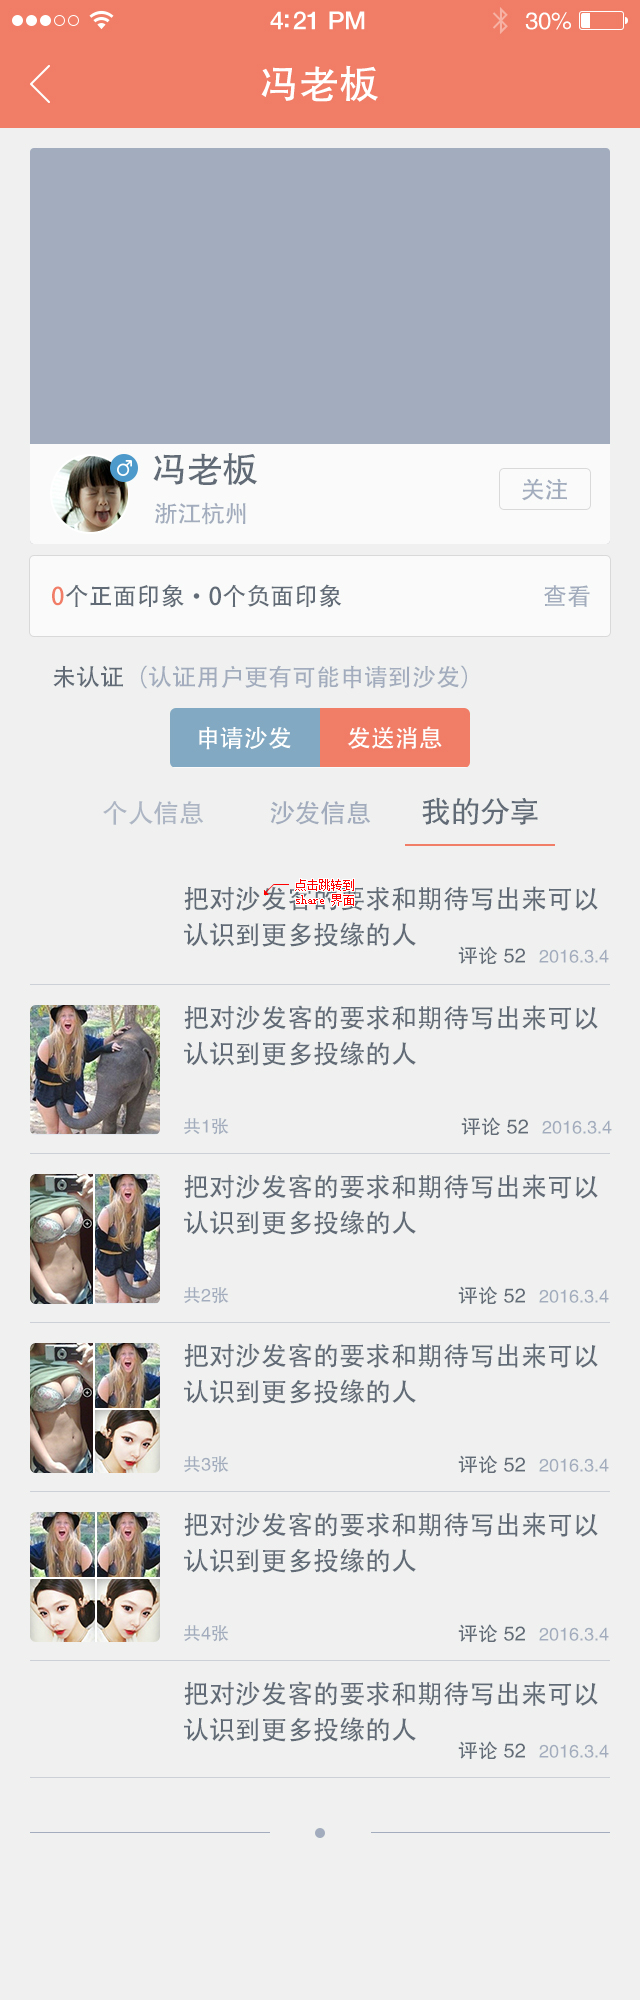 4:21 PM
30%
冯老板
冯老板
浙江杭州
关注
0个正面印象·0个负面印象
查看
未认证（认证用户更有可能申请到沙发）
申请沙发
发送消息
个人信息
沙发信息
我的分享
点击跳转到
share 界面
把对沙发客的要求和期待写出来可以
认识到更多投缘的人
评论 52
2016.3.4
把对沙发客的要求和期待写出来可以
认识到更多投缘的人
共1张
评论 52
2016.3.4
把对沙发客的要求和期待写出来可以
认识到更多投缘的人
共2张
评论 52
2016.3.4
把对沙发客的要求和期待写出来可以
认识到更多投缘的人
共3张
评论 52
2016.3.4
把对沙发客的要求和期待写出来可以
认识到更多投缘的人
共4张
评论 52
2016.3.4
把对沙发客的要求和期待写出来可以
认识到更多投缘的人
评论 52
2016.3.4